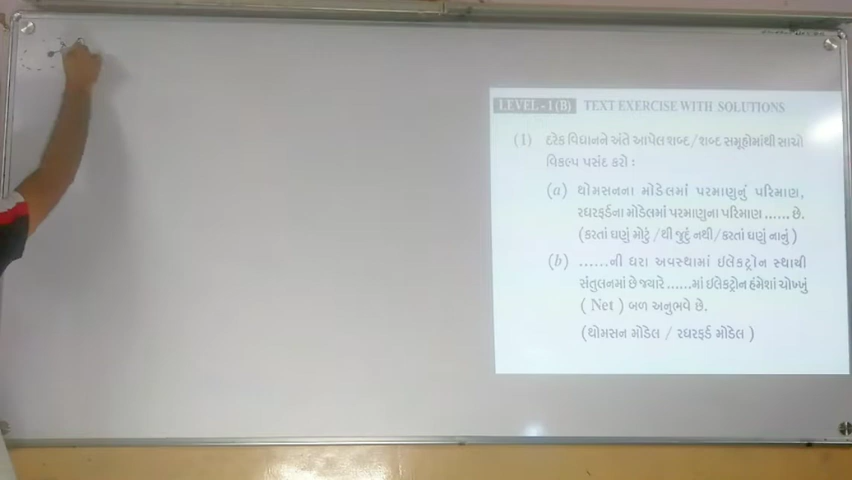 LEVEL - I (B) TEXT EXERCISE WITH SOLUTIONS
(1) દરેક વિધાનને અંતે આપેલ શબ્દ / શબ્દ સમૂહોમાંથી સાચો
વિકલ્પ પસંદ કરો :
(a) થોમસનના મોડેલમાં પરમાણુનું પરિમાણ,
રધરફર્ડના મોડેલમાં પરમાણુના પરિમાણ ...... છે.
(કરતાં ઘણું મોટું / થી જુદું નથી / કરતાં ઘણું નાનું )
(b) ......ની ધરા અવસ્થામાં ઇલેક્ટ્રોન સ્થાયી
સંતુલનમાં છે જ્યારે ......માં ઇલેક્ટ્રોન હંમેશાં ચોખ્ખું
( Net ) બળ અનુભવે છે.
(થોમસન મોડેલ / રધરફર્ડ મોડેલ )